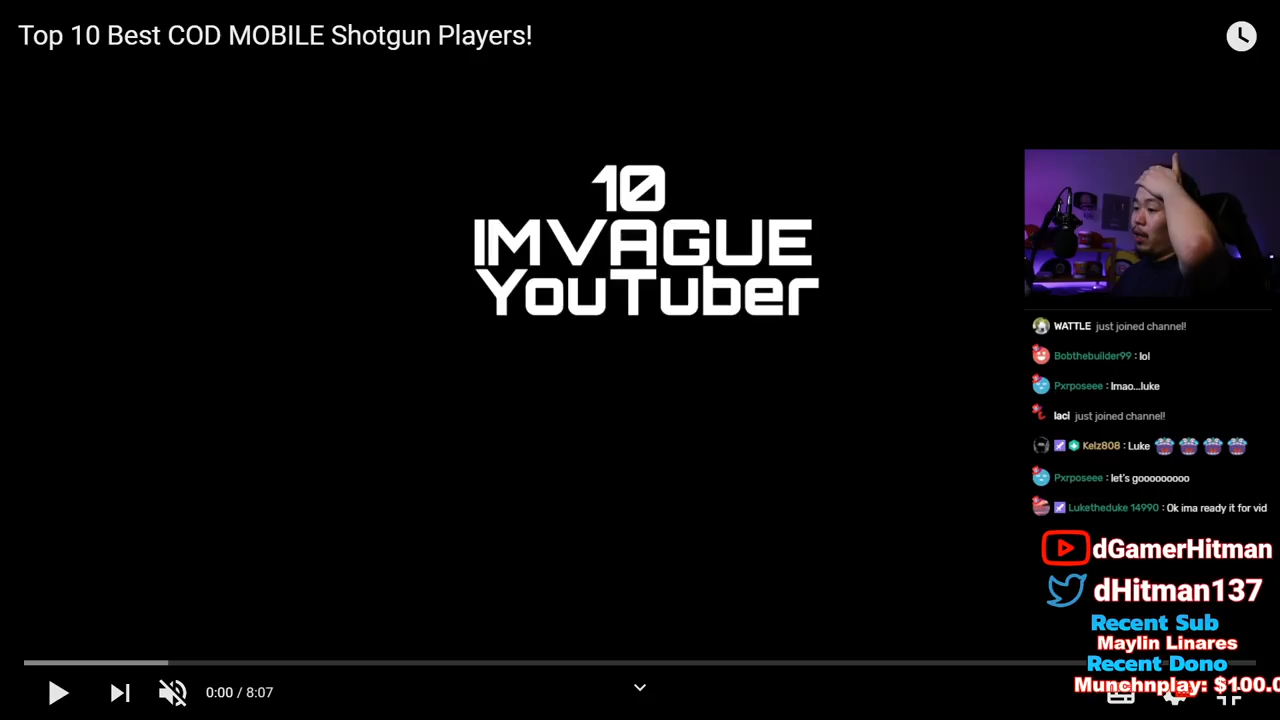 Top 10 Best COD MOBILE Shotgun Players!
10
IMVAGUE
YouTuber
WATTLE just joined channel!
Bobthebuilder99 : lol
Pxrposeee : lmao...luke
laci just joined channel!
Kelz808 : Luke
Pxrposeee : let's gooooooooo
Luketheduke 14990 : Ok ima ready it for vid
dGamerHitman
dHitman137
Recent Sub
Maylin Linares
Recent Dono
Munchnplay: $100.0
0:00 / 8:07